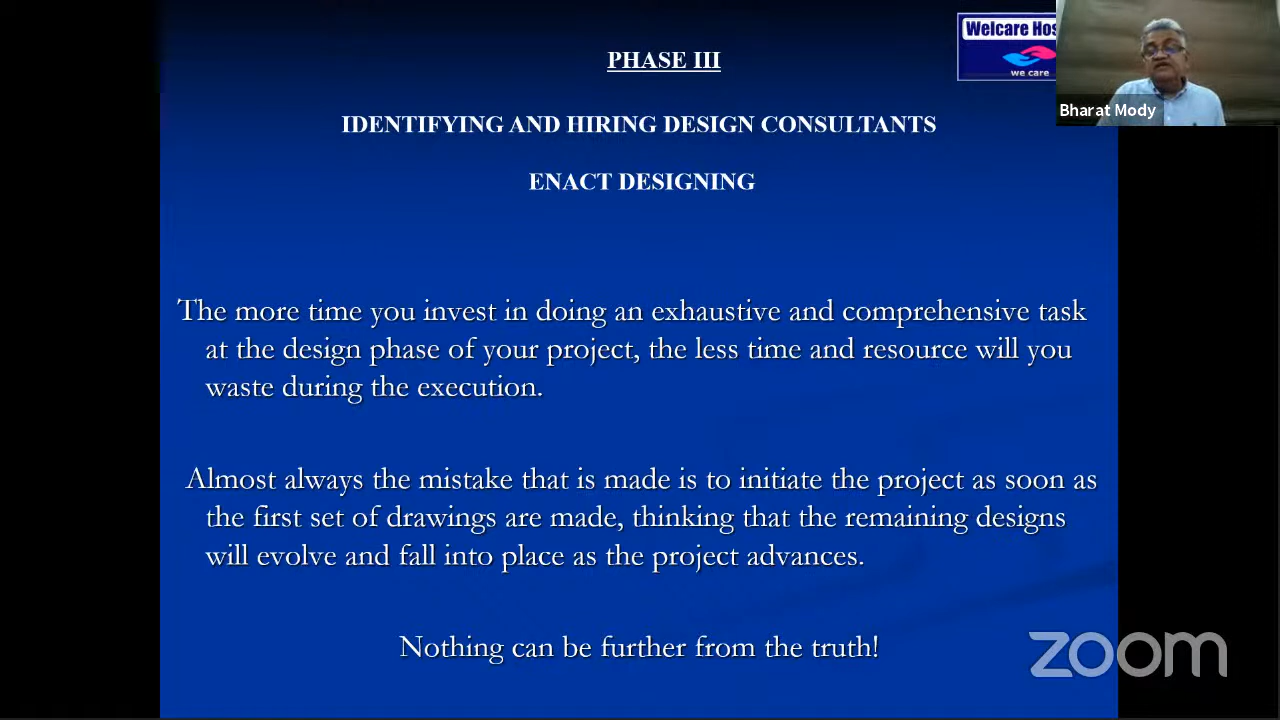 Welcare Hos
we care
Bharat Mody
PHASE III
IDENTIFYING AND HIRING DESIGN CONSULTANTS
ENACT DESIGNING
The more time you invest in doing an exhaustive and comprehensive task
at the design phase of your project, the less time and resource will you
waste during the execution.
Almost always the mistake that is made is to initiate the project as soon as
the first set of drawings are made, thinking that the remaining designs
will evolve and fall into place as the project advances.
Nothing can be further from the truth!
zoom